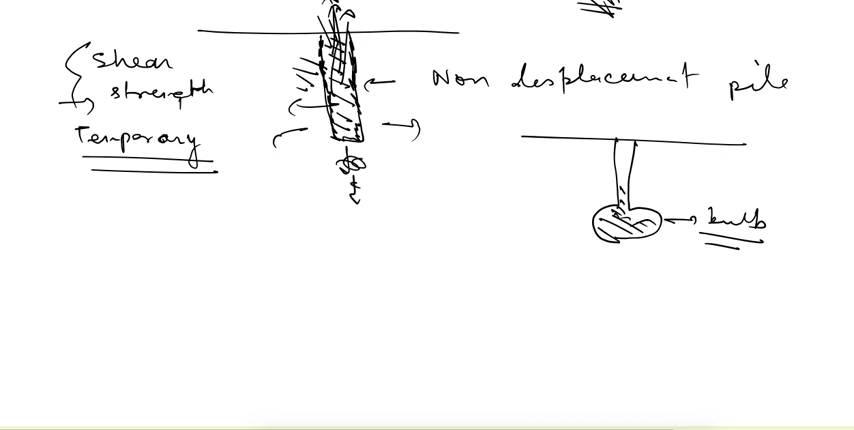 Shear
strength
Temporary
Non desplacement pile
bulb